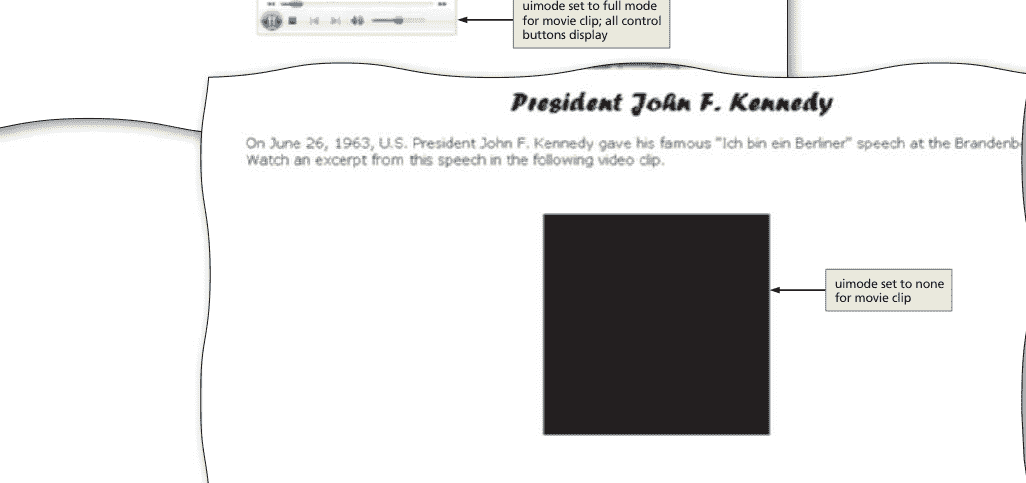 uimode set to full mode
for movie clip; all control
buttons display
President John F. Kennedy
On June 26, 1963, U.S. President John F. Kennedy gave his famous "Ich bin ein Berliner" speech at the Brandenb
Watch an excerpt from this speech in the following video clip.
uimode set to none
for movie clip